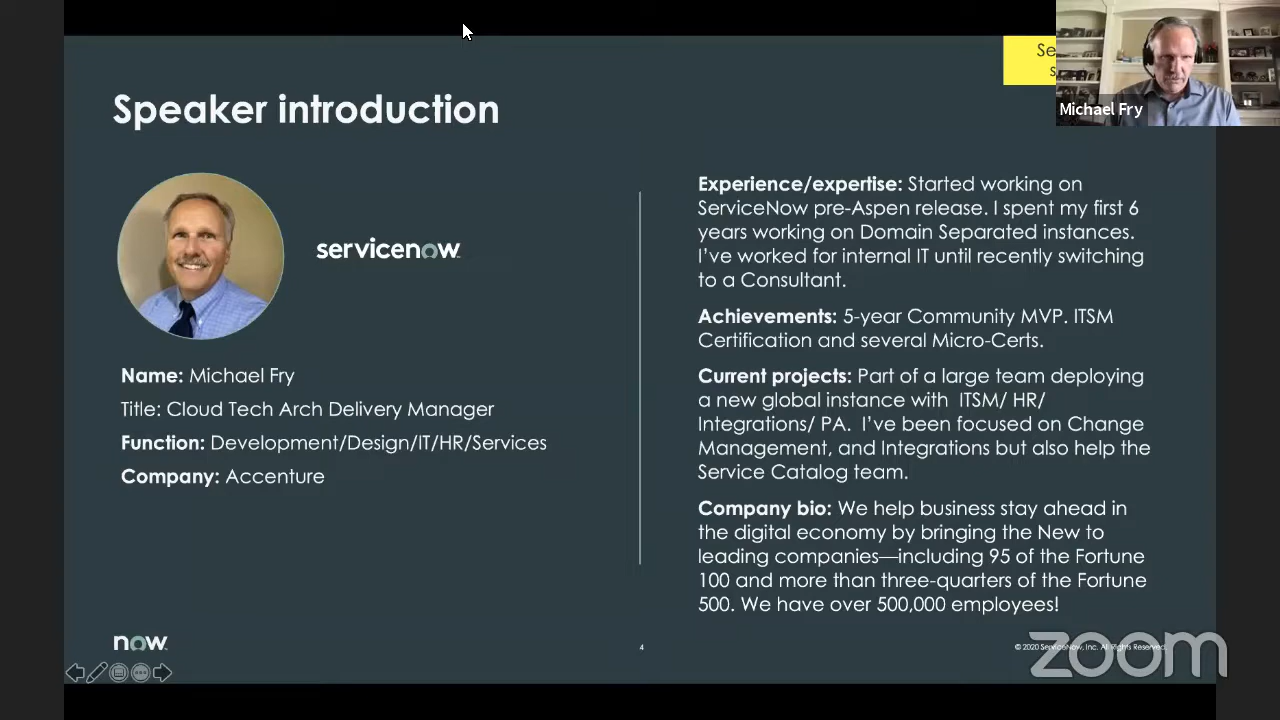 Se
s
Michael Fry
Speaker introduction
servicenow
Name: Michael Fry
Title: Cloud Tech Arch Delivery Manager
Function: Development/Design/IT/HR/Services
Company: Accenture
Experience/expertise: Started working on
ServiceNow pre-Aspen release. I spent my first 6
years working on Domain Separated instances.
I’ve worked for internal IT until recently switching
to a Consultant.
Achievements: 5-year Community MVP. ITSM
Certification and several Micro-Certs.
Current projects: Part of a large team deploying
a new global instance with  ITSM/ HR/
Integrations/ PA.  I’ve been focused on Change
Management, and Integrations but also help the
Service Catalog team.
Company bio: We help business stay ahead in
the digital economy by bringing the New to
leading companies—including 95 of the Fortune
100 and more than three-quarters of the Fortune
500. We have over 500,000 employees!
now
4
© 2020 ServiceNow, Inc. All Rights Reserved.
zoom